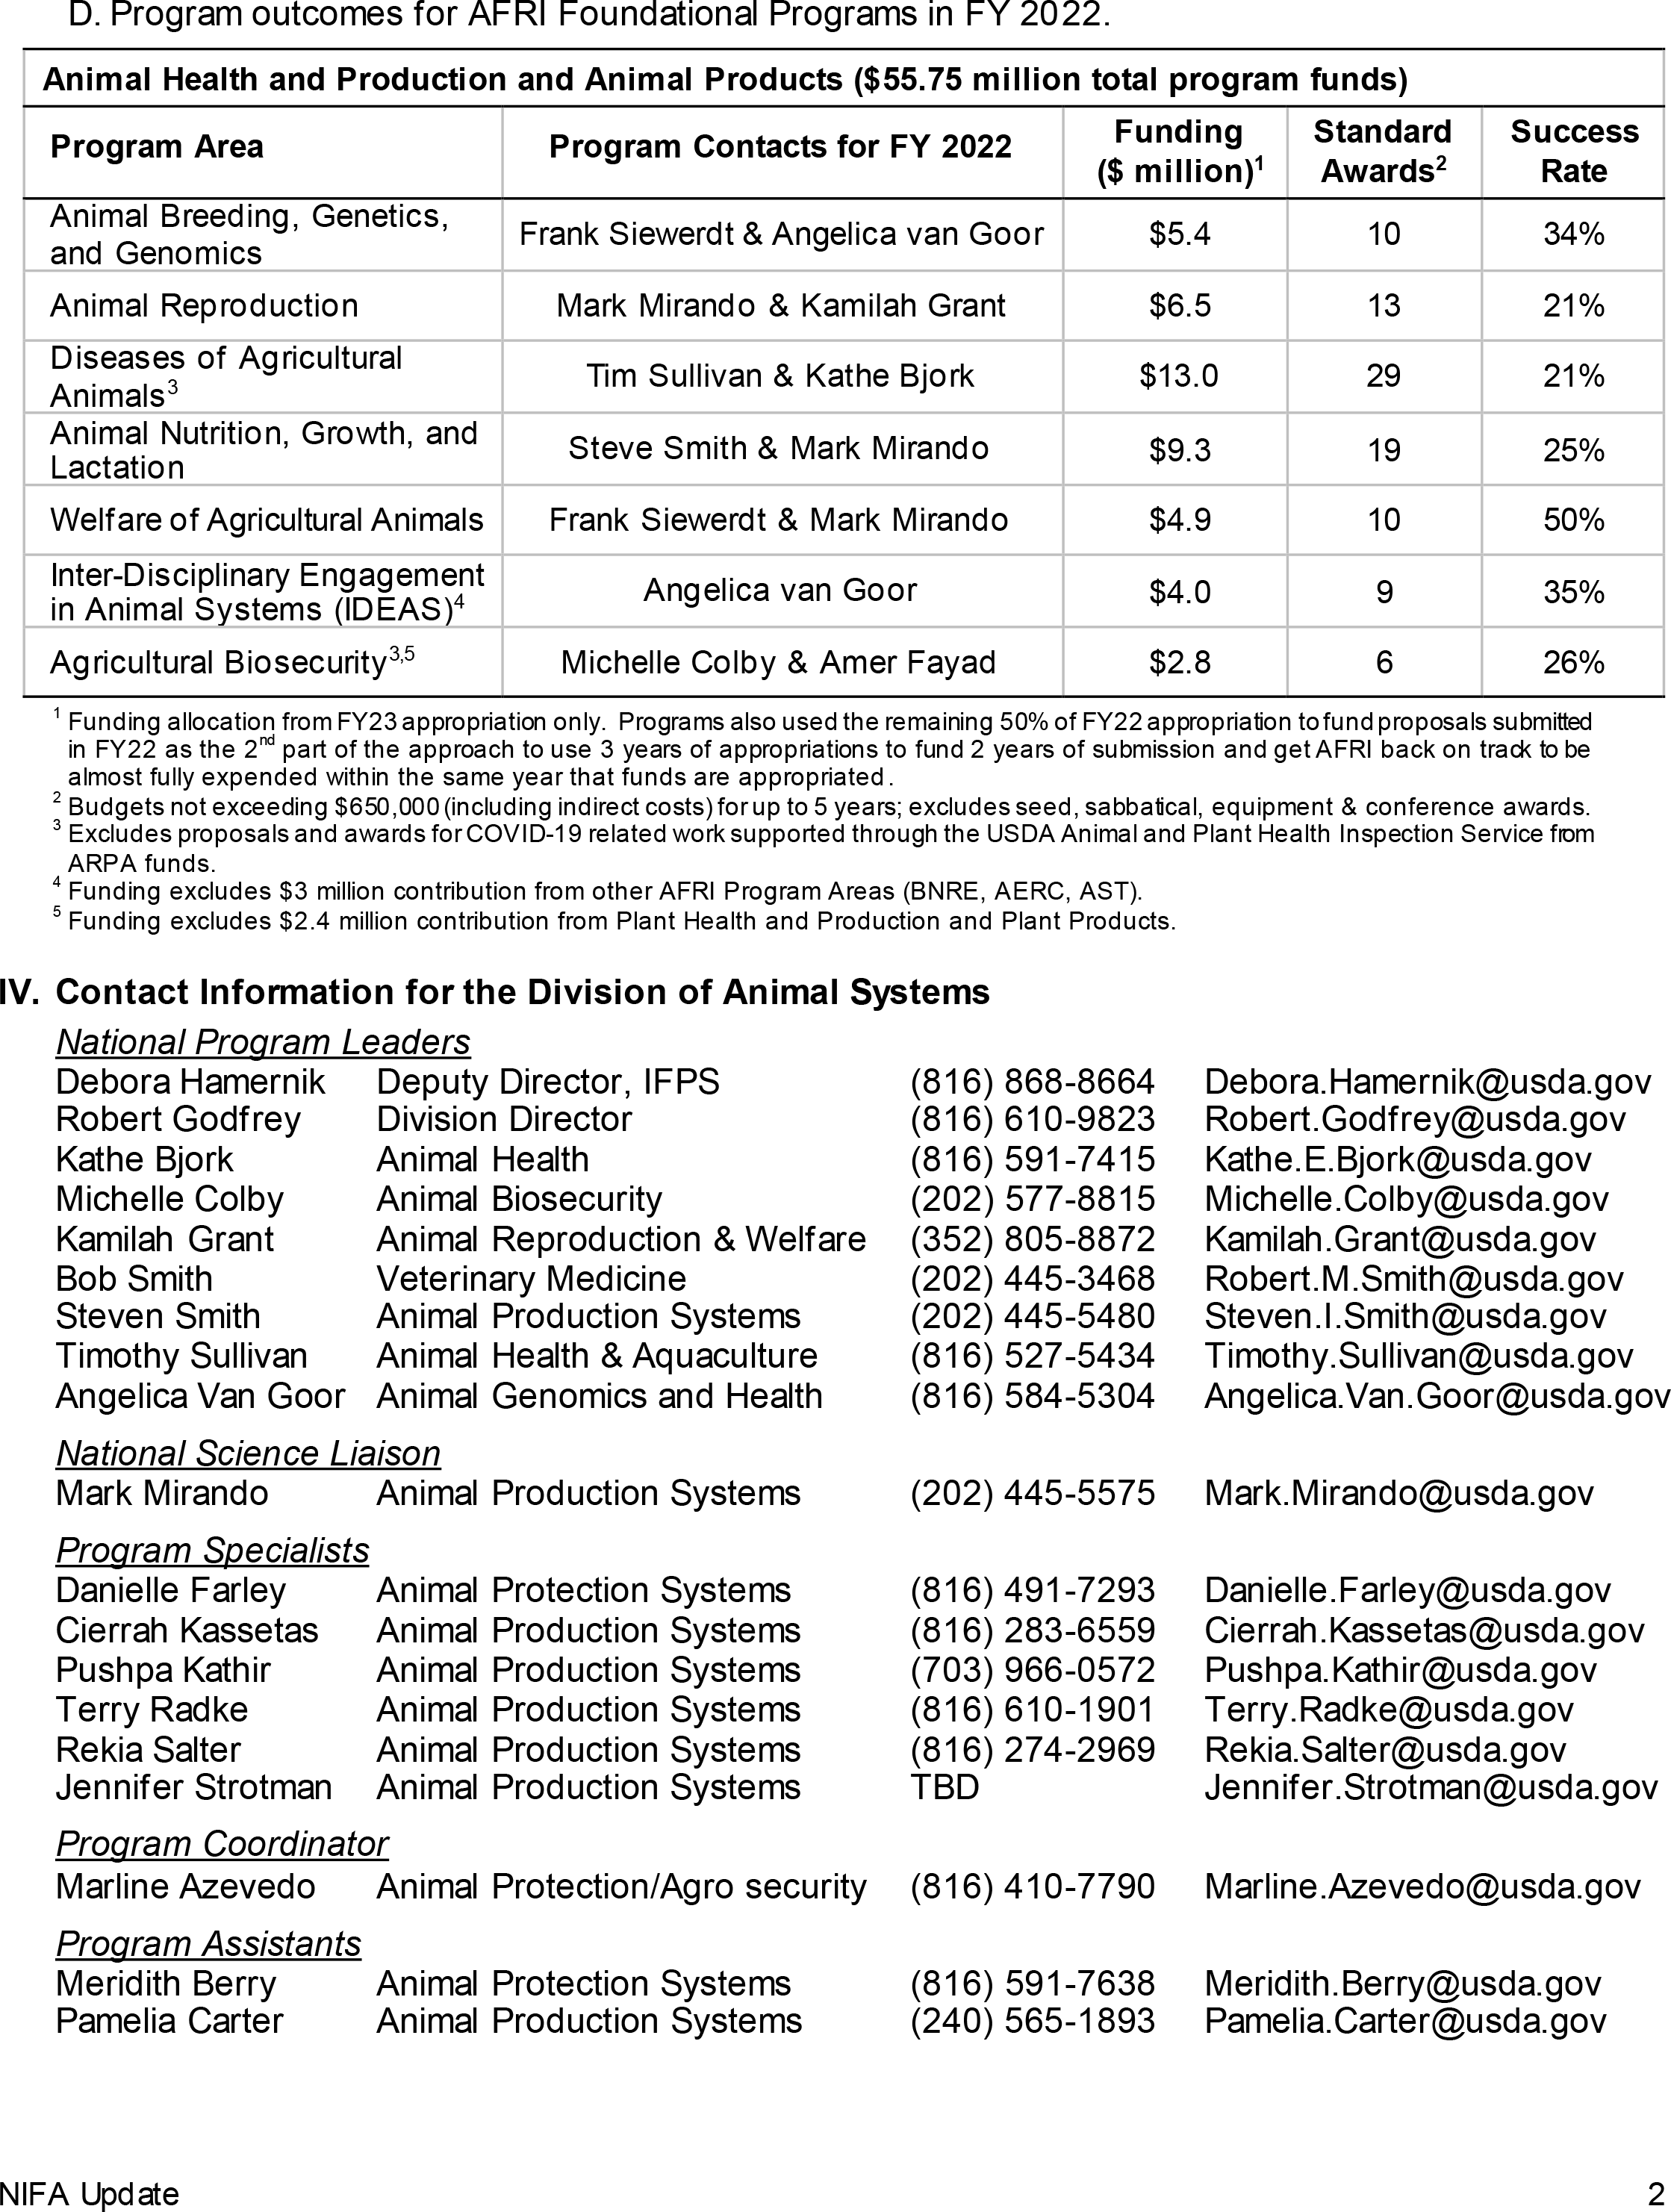 D. Program outcomes for AFRI Foundational Programs in FY 2022.
Animal Health and Production and Animal Products ($55.75 million total program funds)
Program Area Program Contacts for FY 2022 Funding ($ million)1 Standard Awards2 Success Rate
Animal Breeding, Genetics, and Genomics Frank Siewerdt & Angelica van Goor $5.4 10 34%
Animal Reproduction Mark Mirando & Kamilah Grant $6.5 13 21%
Diseases of Agricultural Animals3 Tim Sullivan & Kathe Bjork $13.0 29 21%
Animal Nutrition, Growth, and Lactation Steve Smith & Mark Mirando $9.3 19 25%
Welfare of Agricultural Animals Frank Siewerdt & Mark Mirando $4.9 10 50%
Inter-Disciplinary Engagement in Animal Systems (IDEAS)4 Angelica van Goor $4.0 9 35%
Agricultural Biosecurity3,5 Michelle Colby & Amer Fayad $2.8 6 26%
1 Funding allocation from FY23 appropriation only. Programs also used the remaining 50% of FY22 appropriation to fund proposals submitted
in FY22 as the 2nd part of the approach to use 3 years of appropriations to fund 2 years of submission and get AFRI back on track to be
almost fully expended within the same year that funds are appropriated.
2 Budgets not exceeding $650,000 (including indirect costs) for up to 5 years; excludes seed, sabbatical, equipment & conference awards.
3 Excludes proposals and awards for COVID-19 related work supported through the USDA Animal and Plant Health Inspection Service from
ARPA funds.
4 Funding excludes $3 million contribution from other AFRI Program Areas (BNRE, AERC, AST).
5 Funding excludes $2.4 million contribution from Plant Health and Production and Plant Products.
IV. Contact Information for the Division of Animal Systems
National Program Leaders
Debora Hamernik Deputy Director, IFPS (816) 868-8664 Debora.Hamernik@usda.gov
Robert Godfrey Division Director (816) 610-9823 Robert.Godfrey@usda.gov
Kathe Bjork Animal Health (816) 591-7415 Kathe.E.Bjork@usda.gov
Michelle Colby Animal Biosecurity (202) 577-8815 Michelle.Colby@usda.gov
Kamilah Grant Animal Reproduction & Welfare (352) 805-8872 Kamilah.Grant@usda.gov
Bob Smith Veterinary Medicine (202) 445-3468 Robert.M.Smith@usda.gov
Steven Smith Animal Production Systems (202) 445-5480 Steven.I.Smith@usda.gov
Timothy Sullivan Animal Health & Aquaculture (816) 527-5434 Timothy.Sullivan@usda.gov
Angelica Van Goor Animal Genomics and Health (816) 584-5304 Angelica.Van.Goor@usda.gov
National Science Liaison
Mark Mirando Animal Production Systems (202) 445-5575 Mark.Mirando@usda.gov
Program Specialists
Danielle Farley Animal Protection Systems (816) 491-7293 Danielle.Farley@usda.gov
Cierrah Kassetas Animal Production Systems (816) 283-6559 Cierrah.Kassetas@usda.gov
Pushpa Kathir Animal Production Systems (703) 966-0572 Pushpa.Kathir@usda.gov
Terry Radke Animal Production Systems (816) 610-1901 Terry.Radke@usda.gov
Rekia Salter Animal Production Systems (816) 274-2969 Rekia.Salter@usda.gov
Jennifer Strotman Animal Production Systems TBD Jennifer.Strotman@usda.gov
Program Coordinator
Marline Azevedo Animal Protection/Agro security (816) 410-7790 Marline.Azevedo@usda.gov
Program Assistants
Meridith Berry Animal Protection Systems (816) 591-7638 Meridith.Berry@usda.gov
Pamelia Carter Animal Production Systems (240) 565-1893 Pamelia.Carter@usda.gov
NIFA Update 2